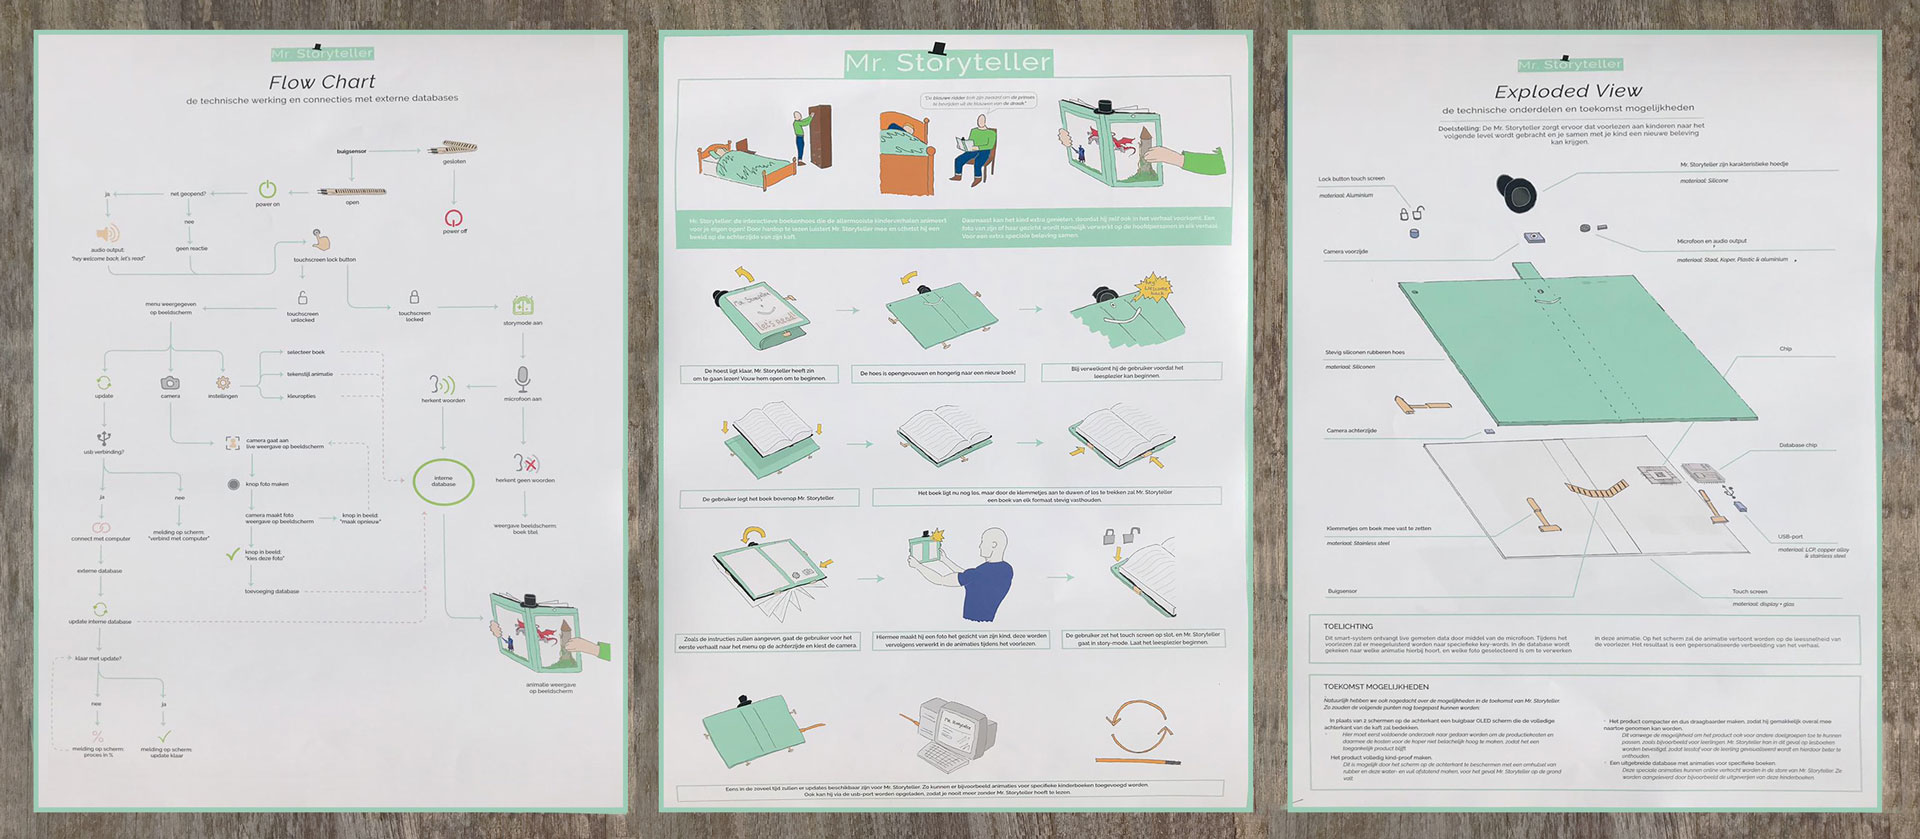 Mr. Storyteller
Flow Chart
de technische werking en connecties met externe databases
buigsensor
gesloten
open
power off
power on
net geopend?
ja
nee
geen reactie
audio output:
"hey welcome back, let's read"
touchscreen lock button
menu weergegeven
op beeldscherm
touchscreen
unlocked
touchscreen
locked
storymode aan
selecteer boek
tekenstijl animatie
kleuropties
update
camera
instellingen
herkent woorden
microfoon aan
usb verbinding?
camera gaat aan
live weergave op beeldscherm
interne
database
herkent geen woorden
knop foto maken
ja
nee
camera maakt foto
weergave op beeldscherm
knop in beeld:
"maak opnieuw"
weergave beeldscherm:
boek titel
connect met computer
melding op scherm:
"verbind met computer"
knop in beeld:
"kies deze foto"
externe database
toevoeging database
update interne database
klaar met update?
nee
ja
melding op scherm:
proces in %
melding op scherm:
update klaar
animatie weergave
op beeldscherm
Mr. Storyteller
"De blauwe ridder trok zijn zwaard om de prinses
te bevrijden uit de klauwen van de draak"
Mr. Storyteller: de interactieve boekenhoes die de allermooiste kinderverhalen animeert
voor je eigen ogen! Door hardop te lezen luistert Mr. Storyteller mee en schetst hij een
beeld op de achterzijde van zijn kaft.
Daarnaast kan het kind extra genieten, doordat hij zelf ook in het verhaal voorkomt. Een
foto van zijn of haar gezicht wordt namelijk verwerkt op de hoofdpersonen in elk verhaal.
Voor een extra speciale beleving samen.
Mr. Storyteller
let's Read!
hey
welcome
back
De hoest ligt klaar, Mr. Storyteller heeft zin
om te gaan lezen! Vouw hem open om te beginnen.
De hoes is opengevouwen en hongerig naar een nieuw boek!
Blij verwelkomt hij de gebruiker voordat het
leesplezier kan beginnen.
De gebruiker legt het boek bovenop Mr. Storyteller.
Het boek ligt nu nog los, maar door de klemmetjes aan te duwen of los te trekken zal Mr. Storyteller
een boek van elk formaat stevig vasthouden.
Zoals de instructies zullen aangeven, gaat de gebruiker voor het
eerste verhaalt naar het menu op de achterzijde en kiest de camera.
Hiermee maakt hij een foto het gezicht van zijn kind, deze worden
vervolgens verwerkt in de animaties tijdens het voorlezen.
De gebruiker zet het touch screen op slot, en Mr. Storyteller
gaat in story-mode. Laat het leesplezier beginnen.
Mr. Storyteller
Eens in de zoveel tijd zullen er updates beschikbaar zijn voor Mr. Storyteller. Zo kunnen er bijvoorbeeld animaties voor specifieke kinderboeken toegevoegd worden.
Ook kan hij via de usb-port worden opgeladen, zodat je nooit meer zonder Mr. Storyteller hoeft te lezen.
Mr. Storyteller
Exploded View
de technische onderdelen en toekomst mogelijkheden
Doelstelling: De Mr. Storyteller zorgt ervoor dat voorlezen aan kinderen naar het
volgende level wordt gebracht en je samen met je kind een nieuwe beleving
kan krijgen.
Mr. Storyteller zijn karakteristieke hoedje
materiaal: Silicone
Lock button touch screen
materiaal: Aluminium
Camera voorzijde
Microfoon en audio output
materiaal: Staal, Koper, Plastic & aluminium
Stevig siliconen rubberen hoes
materiaal: Siliconen
Chip
Camera achterzijde
Database chip
Klemmetjes om boek mee vast te zetten
materiaal: Stainless steel
USB-port
materiaal: LCP, copper alloy
& stainless steel
Buigsensor
Touch screen
materiaal: display + glas
TOELICHTING
Dit smart-system ontvangt live gemeten data door middel van de microfoon. Tijdens het
voorlezen zal er meegeluisterd worden naar speciefieke key-words. In de database wordt
gekeken naar welke animatie hierbij hoort, en welke foto geselecteerd is om te verwerken
in deze animatie. Op het scherm zal de animatie vertoont worden op de leessnelheid van
de voorlezer. Het resultaat is een gepersonaliseerde verbeelding van het verhaal.
TOEKOMST MOGELIJKHEDEN
Natuurlijk hebben we ook nagedacht over de mogelijkheden in de toekomst van Mr. Storyteller.
Zo zouden de volgende punten nog toegepast kunnen worden:
In plaats van 2 schermen op de achterkant een buigbaar OLED scherm die de volledige
achterkant van de kaft zal bedekken.
Hier moet eerst voldoende onderzoek naar gedaan worden om de productiekosten en
daarmee de kosten voor de koper niet belachelijk hoog te maken, zodat het een
toegankelijk product blijft
Het product volledig kind-proof maken.
Dit is mogelijk door het scherm op de achterkant te beschermen met een omhulsel van
rubber en deze water- en vuil afstotend maken, voor het geval Mr. Storyteller op de grond
valt.
· Het product compacter en dus draagbaarder maken, zodat hij gemakkelijk overal mee
naartoe genomen kan worden.
Dit vanwege de mogelijkheid om het product ook voor andere doelgroepen toe te kunnen
passen, zoals bijvoorbeeld voor leerlingen. Mr. Storyteller kan in dit geval op lesboeken
worden bevestigd, zodat lesstof voor de leerling gevisualiseerd wordt en hierdoor beter te
onthouden.
· Een uitgebreide database met animaties voor specifieke boeken.
Deze speciale animaties kunnen online verkocht worden in de store van Mr. Storyteller. Ze
worden aangeleverd door bijvoorbeeld de uitgeverijen van deze kinderboeken.